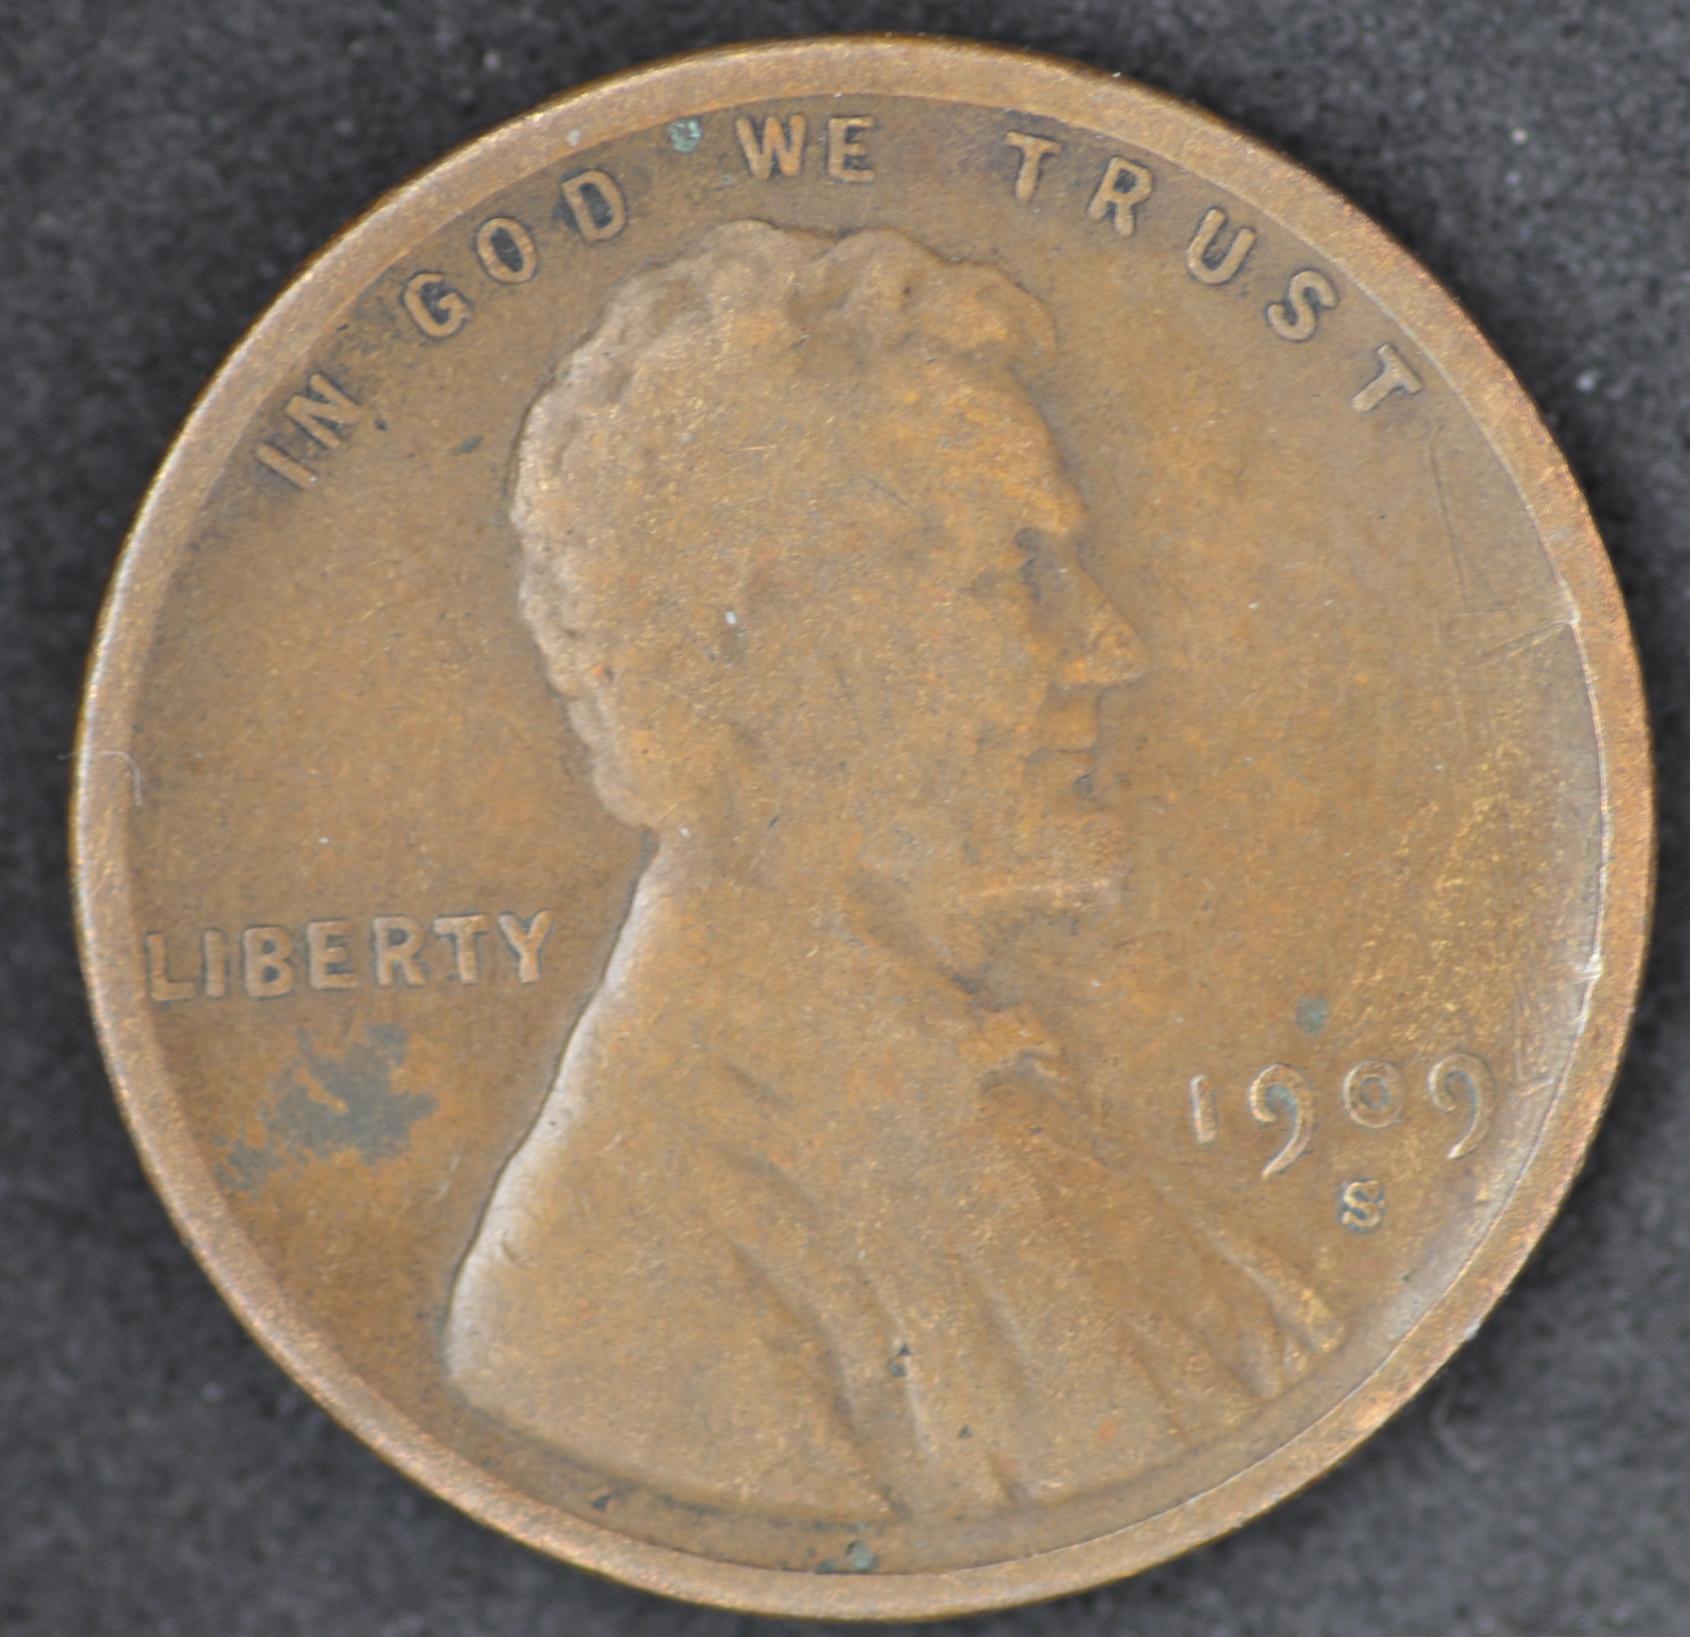 IN GOD WE TRUST
LIBERTY
1909
S